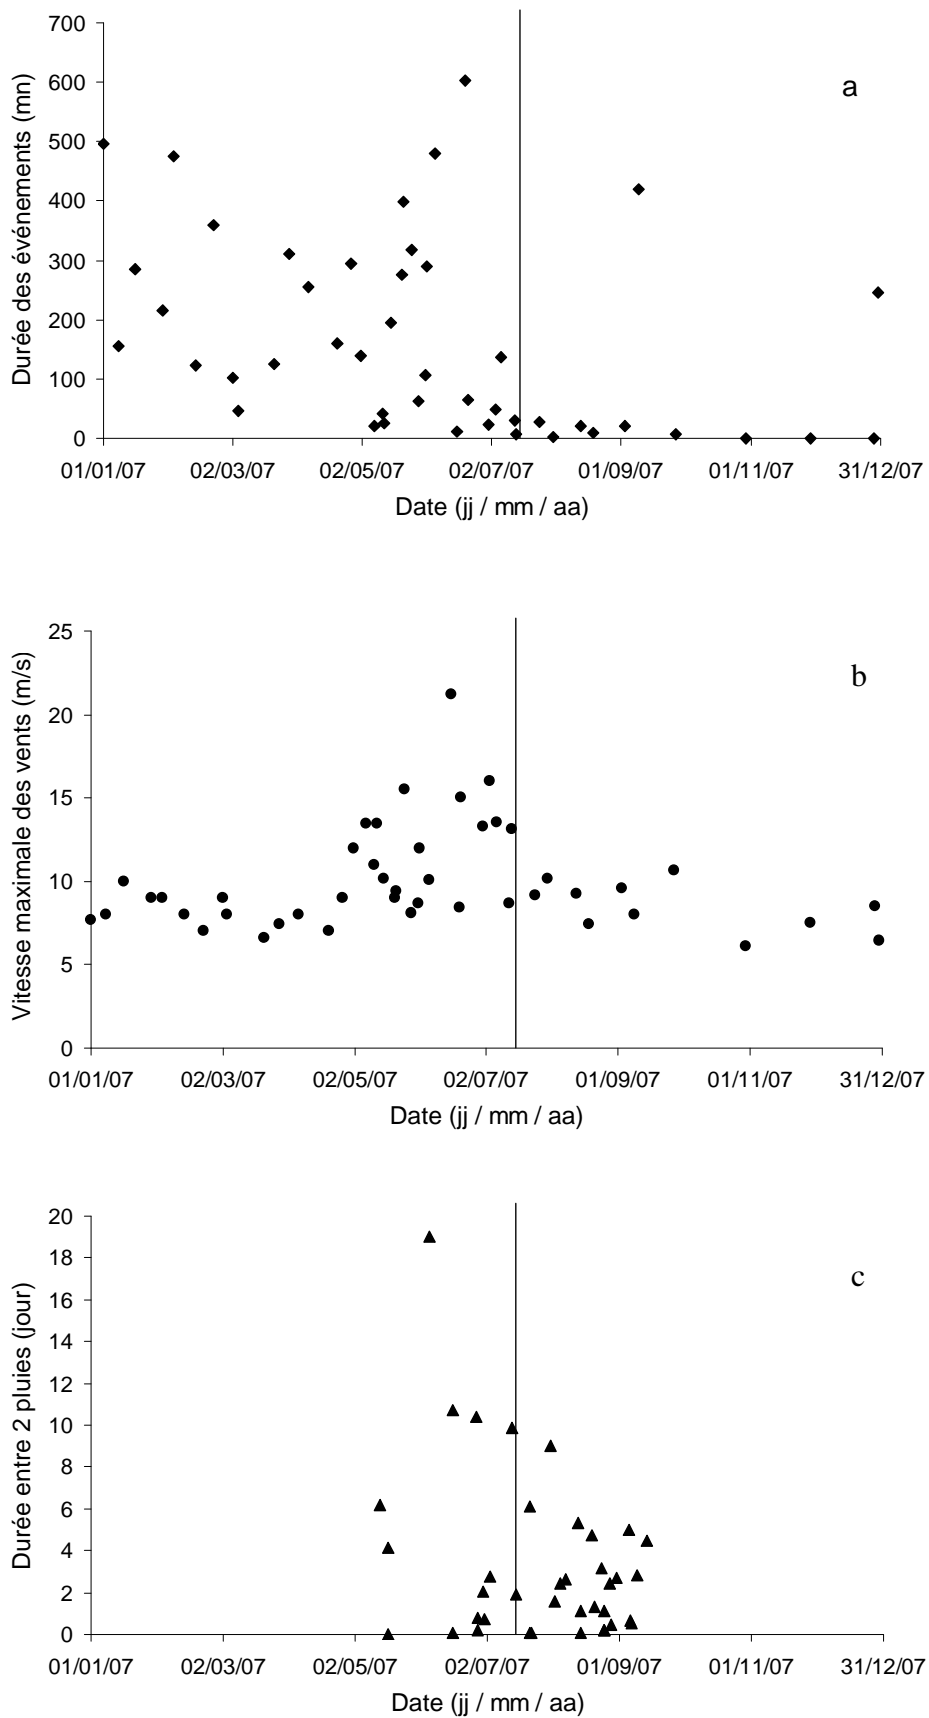 700
600
500
400
300
200
100
0
Durée des événements (mn)
a
01/01/07 02/03/07 02/05/07 02/07/07 01/09/07 01/11/07 31/12/07
Date (jj / mm / aa)
25
20
15
10
5
0
Vitesse maximale des vents (m/s)
b
01/01/07 02/03/07 02/05/07 02/07/07 01/09/07 01/11/07 31/12/07
Date (jj / mm / aa)
20
18
16
14
12
10
8
6
4
2
0
Durée entre 2 pluies (jour)
c
01/01/07 02/03/07 02/05/07 02/07/07 01/09/07 01/11/07 31/12/07
Date (jj / mm / aa)